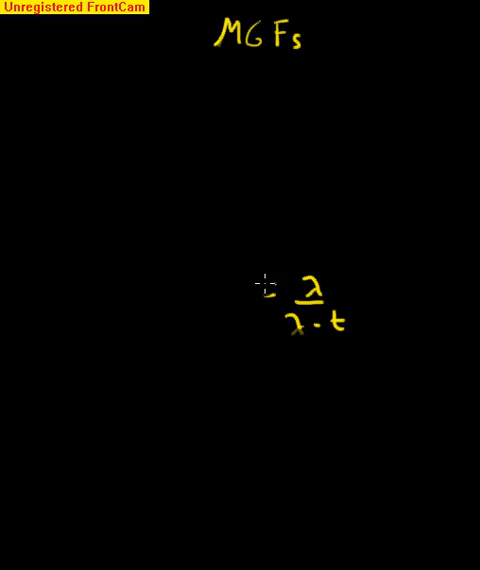 Unregistered FrontCam
MGFs
= λ
λ - t